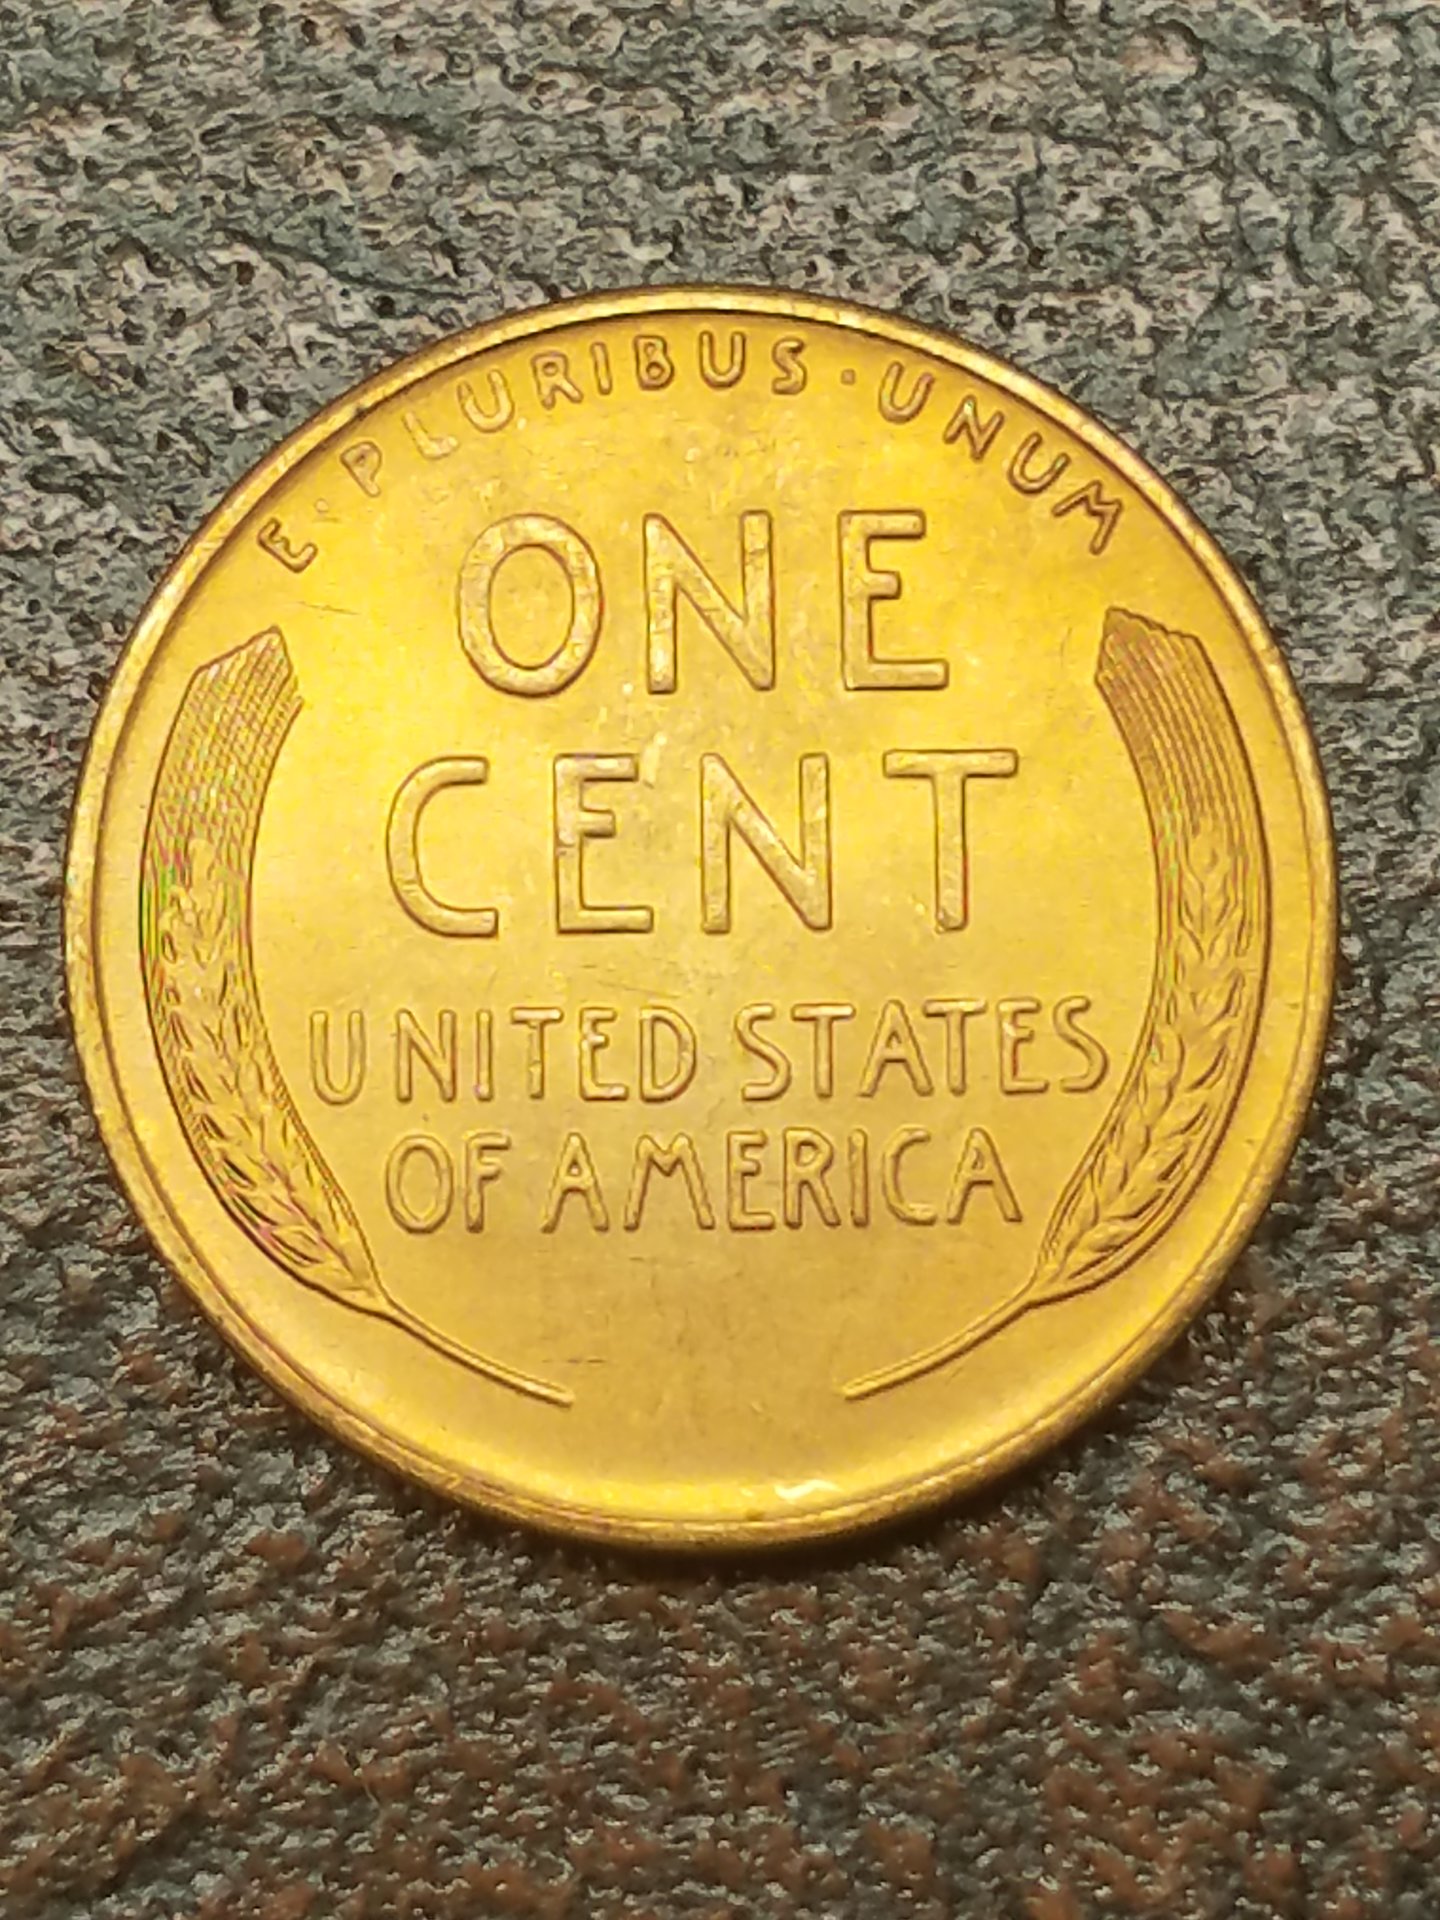 E · PLURIBUS · UNUM
ONE
CENT
UNITED STATES
OF AMERICA